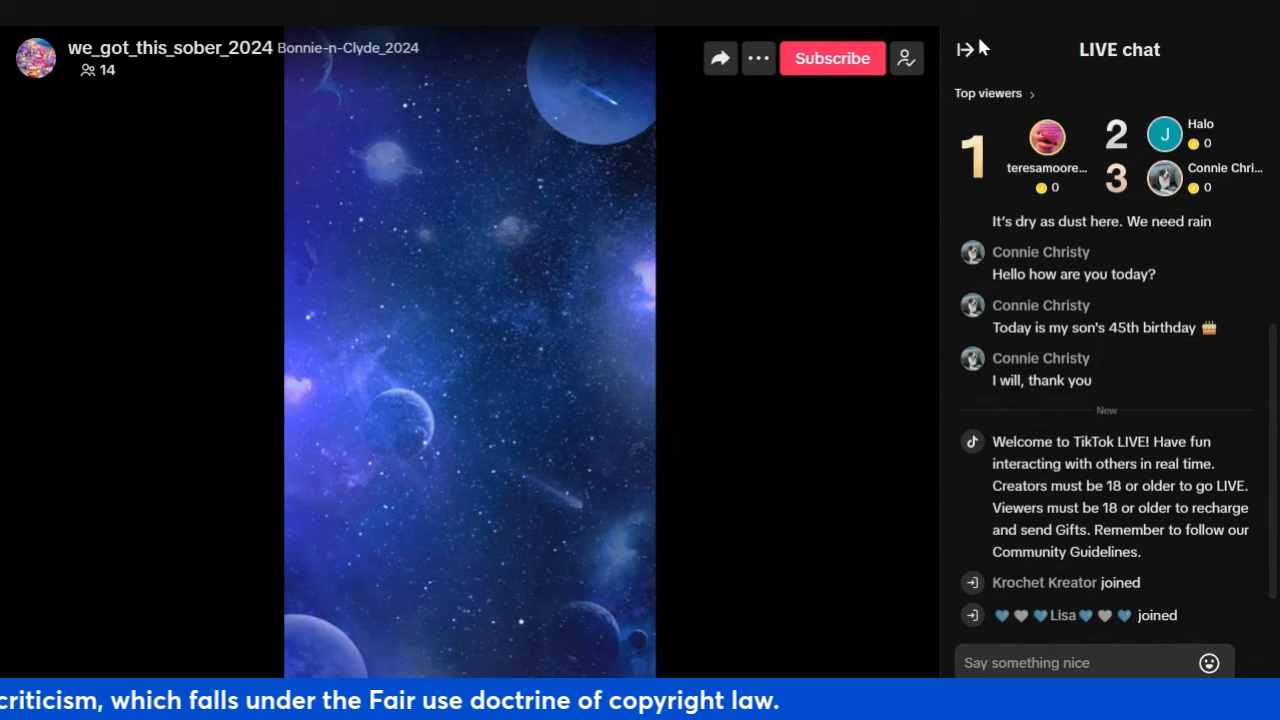 we_got_this_sober_2024 Bonnie-n-Clyde_2024
14
Subscribe
LIVE chat
Top viewers
1
teresamoore...
0
2
J
Halo
0
3
Connie Chri...
0
It's dry as dust here. We need rain
Connie Christy
Hello how are you today?
Connie Christy
Today is my son's 45th birthday 🎂
Connie Christy
I will, thank you
New
Welcome to TikTok LIVE! Have fun
interacting with others in real time.
Creators must be 18 or older to go LIVE.
Viewers must be 18 or older to recharge
and send Gifts. Remember to follow our
Community Guidelines.
Krochet Kreator joined
💙🩶💙Lisa💙🩶💙 joined
Say something nice
criticism, which falls under the Fair use doctrine of copyright law.